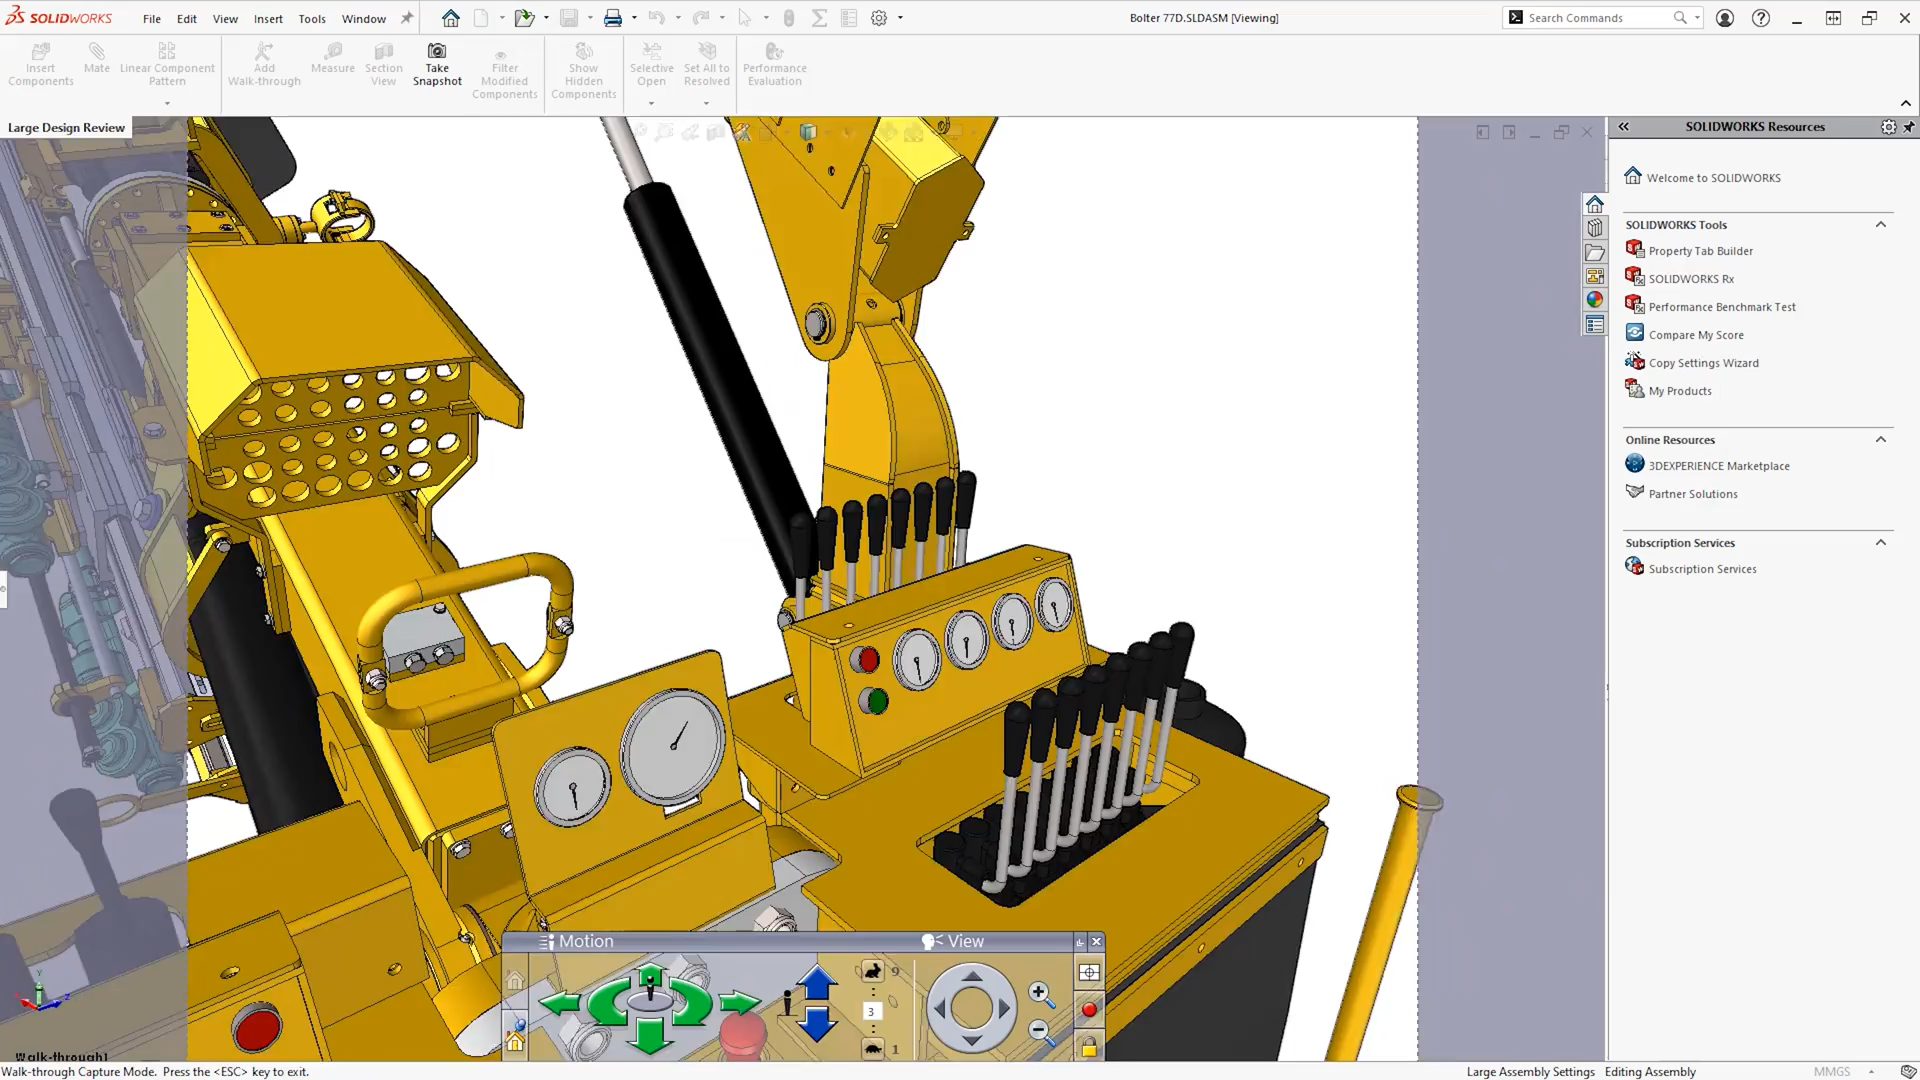 SOLIDWORKS File Edit View Insert Tools Window Bolter 77D.SLDASM [Viewing] Search Commands
Insert Components
Mate
Linear Component Pattern
Add Walk-through
Measure
Section View
Take Snapshot
Filter Modified Components
Show Hidden Components
Selective Open
Set All to Resolved
Performance Evaluation
Large Design Review
SOLIDWORKS Resources
Welcome to SOLIDWORKS
SOLIDWORKS Tools
Property Tab Builder
SOLIDWORKS Rx
Performance Benchmark Test
Compare My Score
Copy Settings Wizard
My Products
Online Resources
3DEXPERIENCE Marketplace
Partner Solutions
Subscription Services
Subscription Services
Motion View
9
3
1
Walk-through1
Walk-through Capture Mode. Press the <ESC> key to exit.
Large Assembly Settings Editing Assembly MMGS